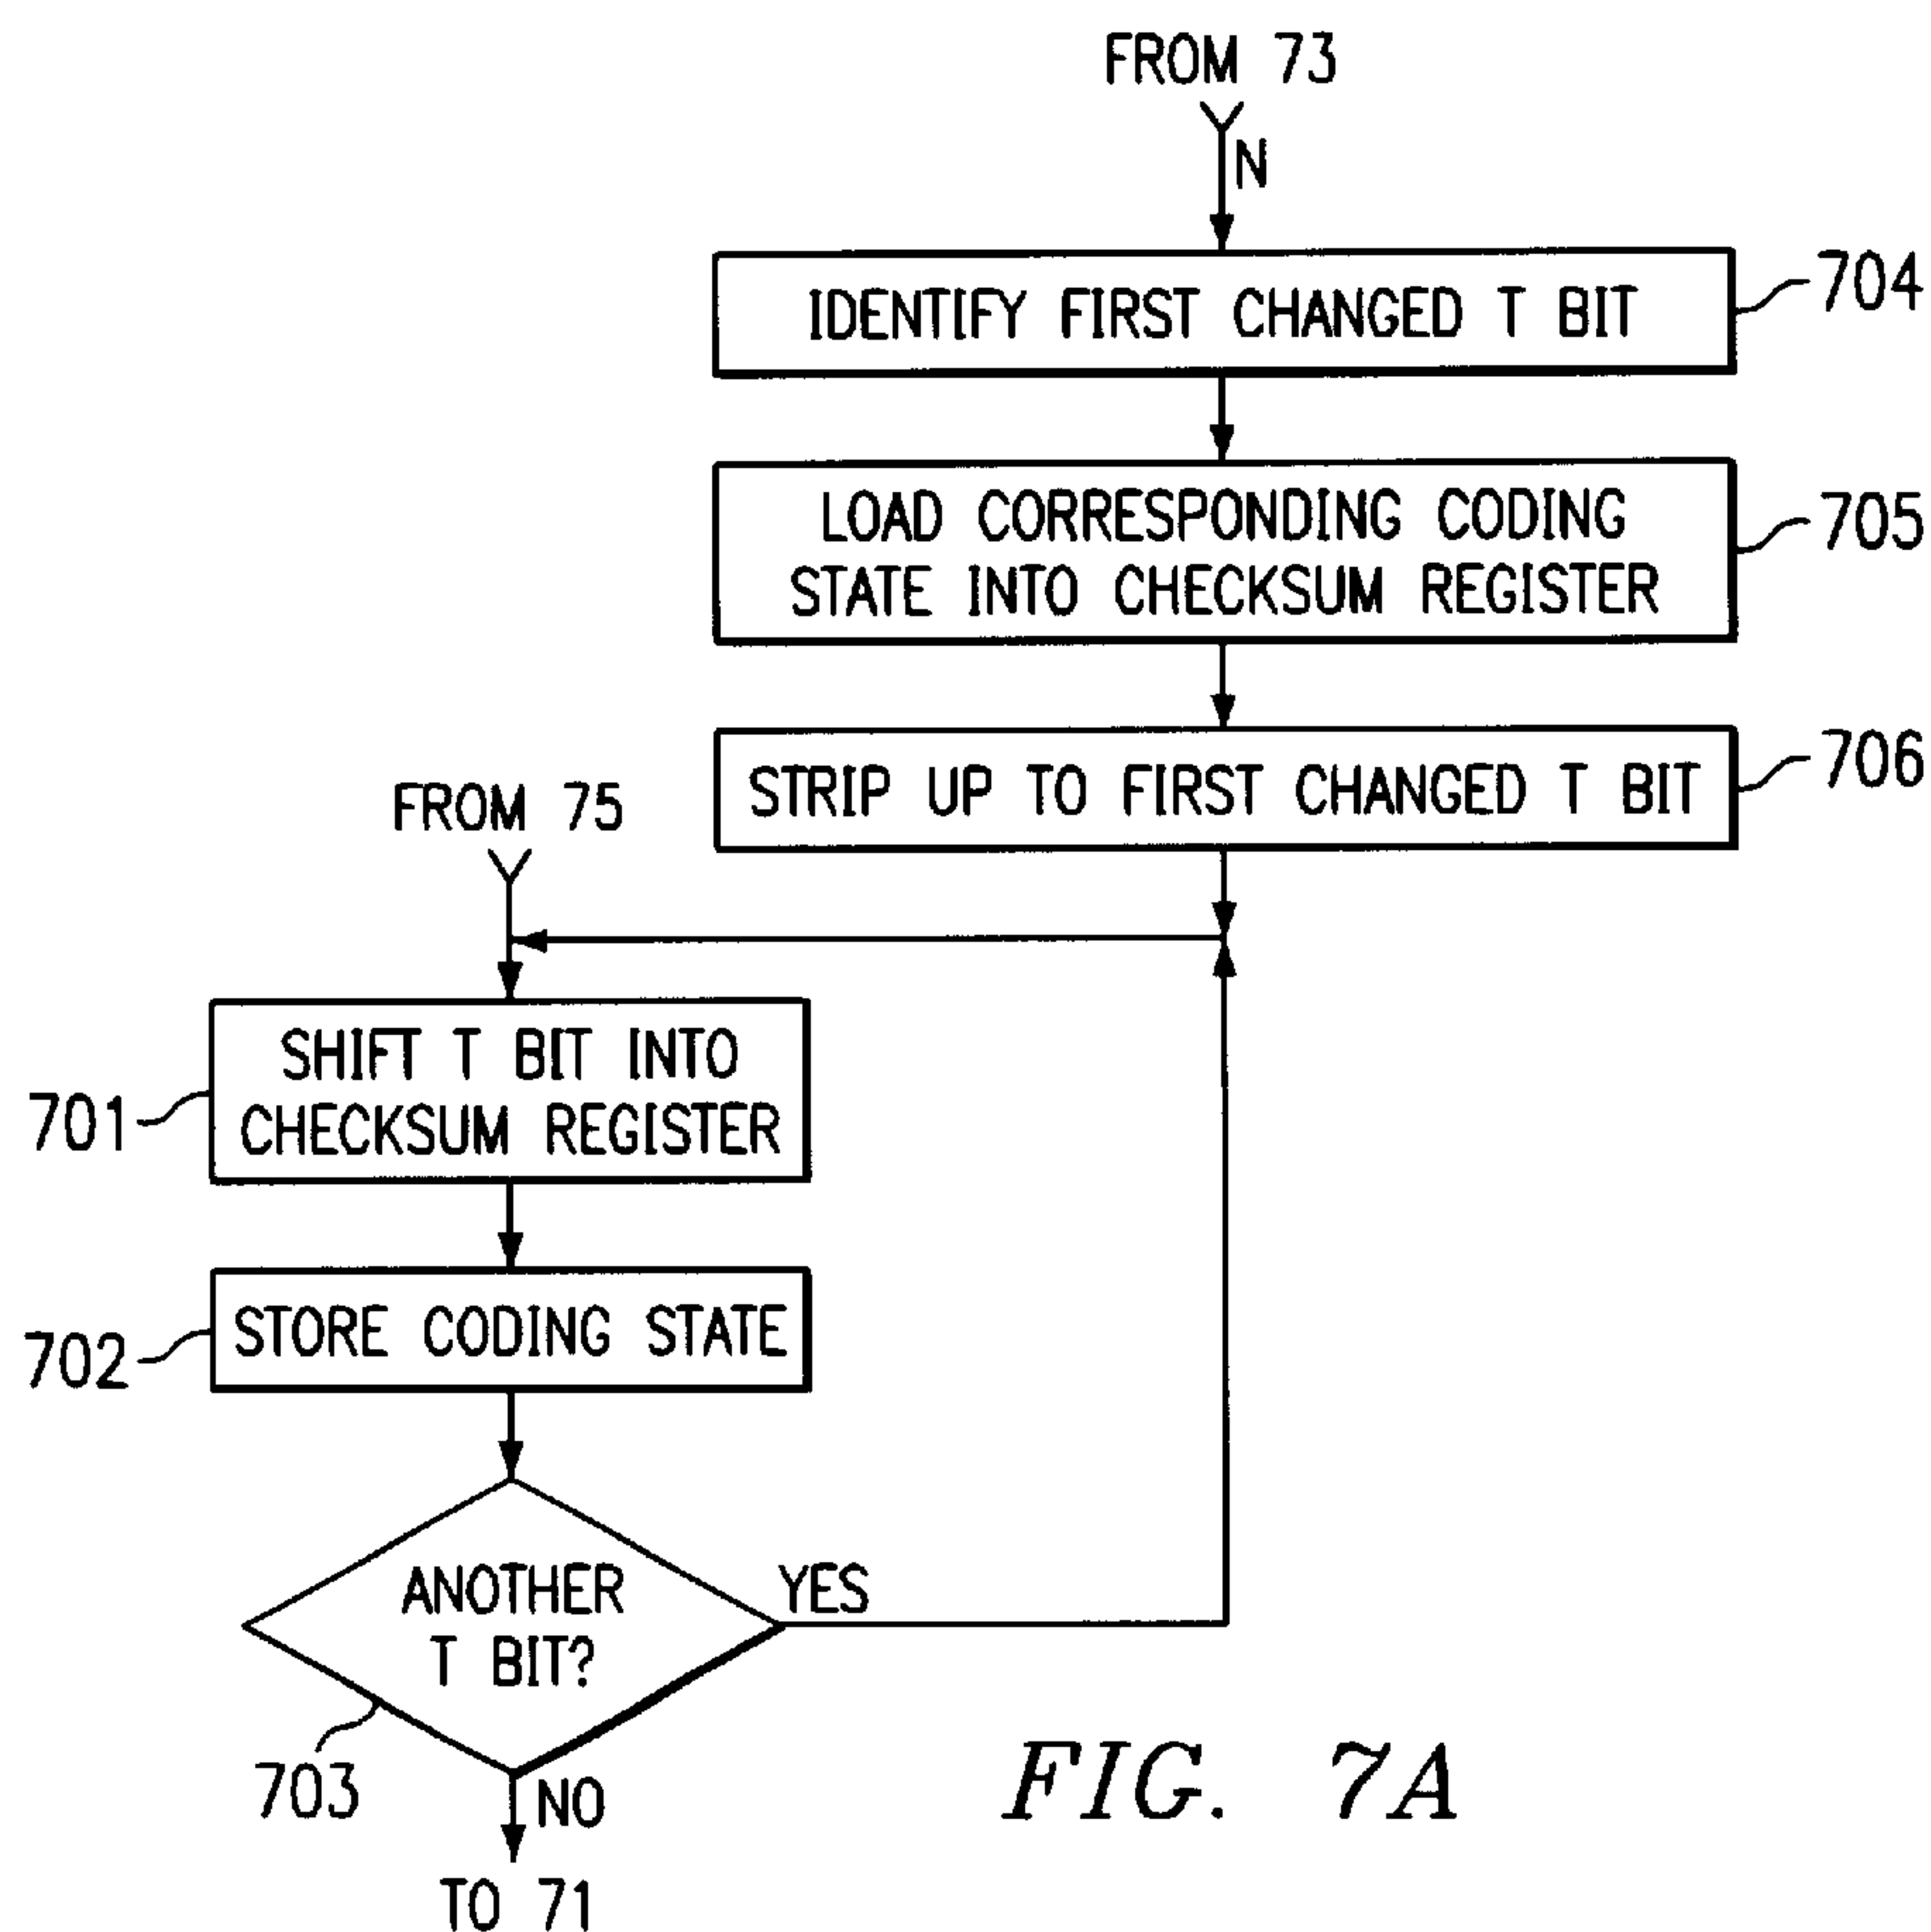 FROM 73
N
IDENTIFY FIRST CHANGED T BIT
704
LOAD CORRESPONDING CODING
STATE INTO CHECKSUM REGISTER
705
STRIP UP TO FIRST CHANGED T BIT
706
FROM 75
SHIFT T BIT INTO
CHECKSUM REGISTER
701
STORE CODING STATE
702
ANOTHER
T BIT?
YES
703
NO
TO 71
FIG. 7A